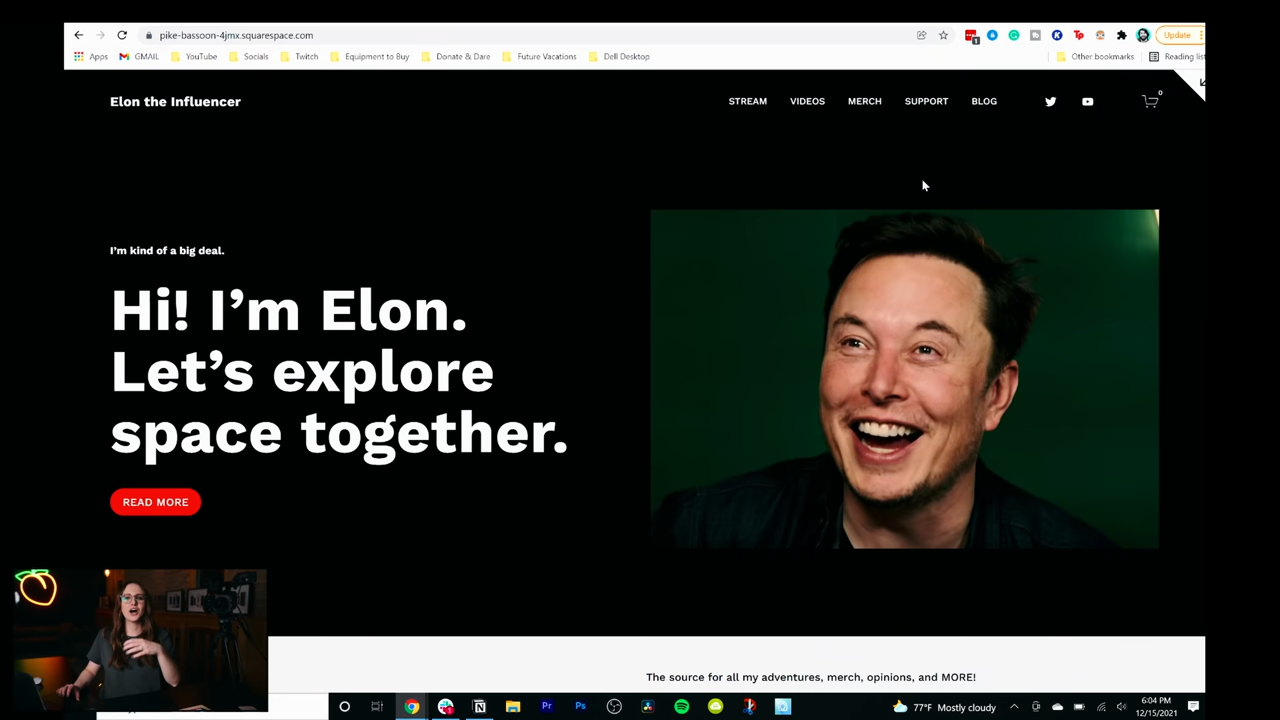 pike-bassoon-4jmx.squarespace.com
Update
Apps
GMAIL
YouTube
Socials
Twitch
Equipment to Buy
Donate & Dare
Future Vacations
Dell Desktop
Other bookmarks
Reading list
Elon the Influencer
STREAM
VIDEOS
MERCH
SUPPORT
BLOG
0
I'm kind of a big deal.
Hi! I'm Elon.
Let's explore
space together.
READ MORE
The source for all my adventures, merch, opinions, and MORE!
77°F Mostly cloudy
6:04 PM
12/15/2021